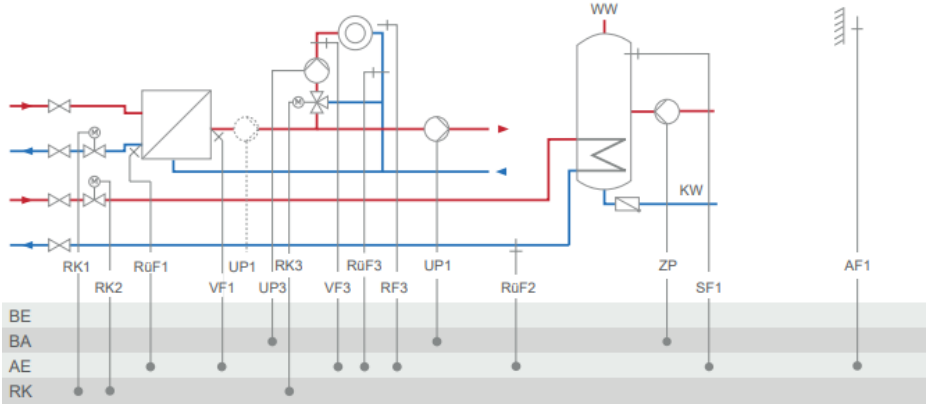 WW
M
M
M
KW
RK1 RüF1 UP1 RK3 RüF3 UP1 ZP AF1
RK2 VF1 UP3 VF3 RF3 RüF2 SF1
BE
BA
AE
RK